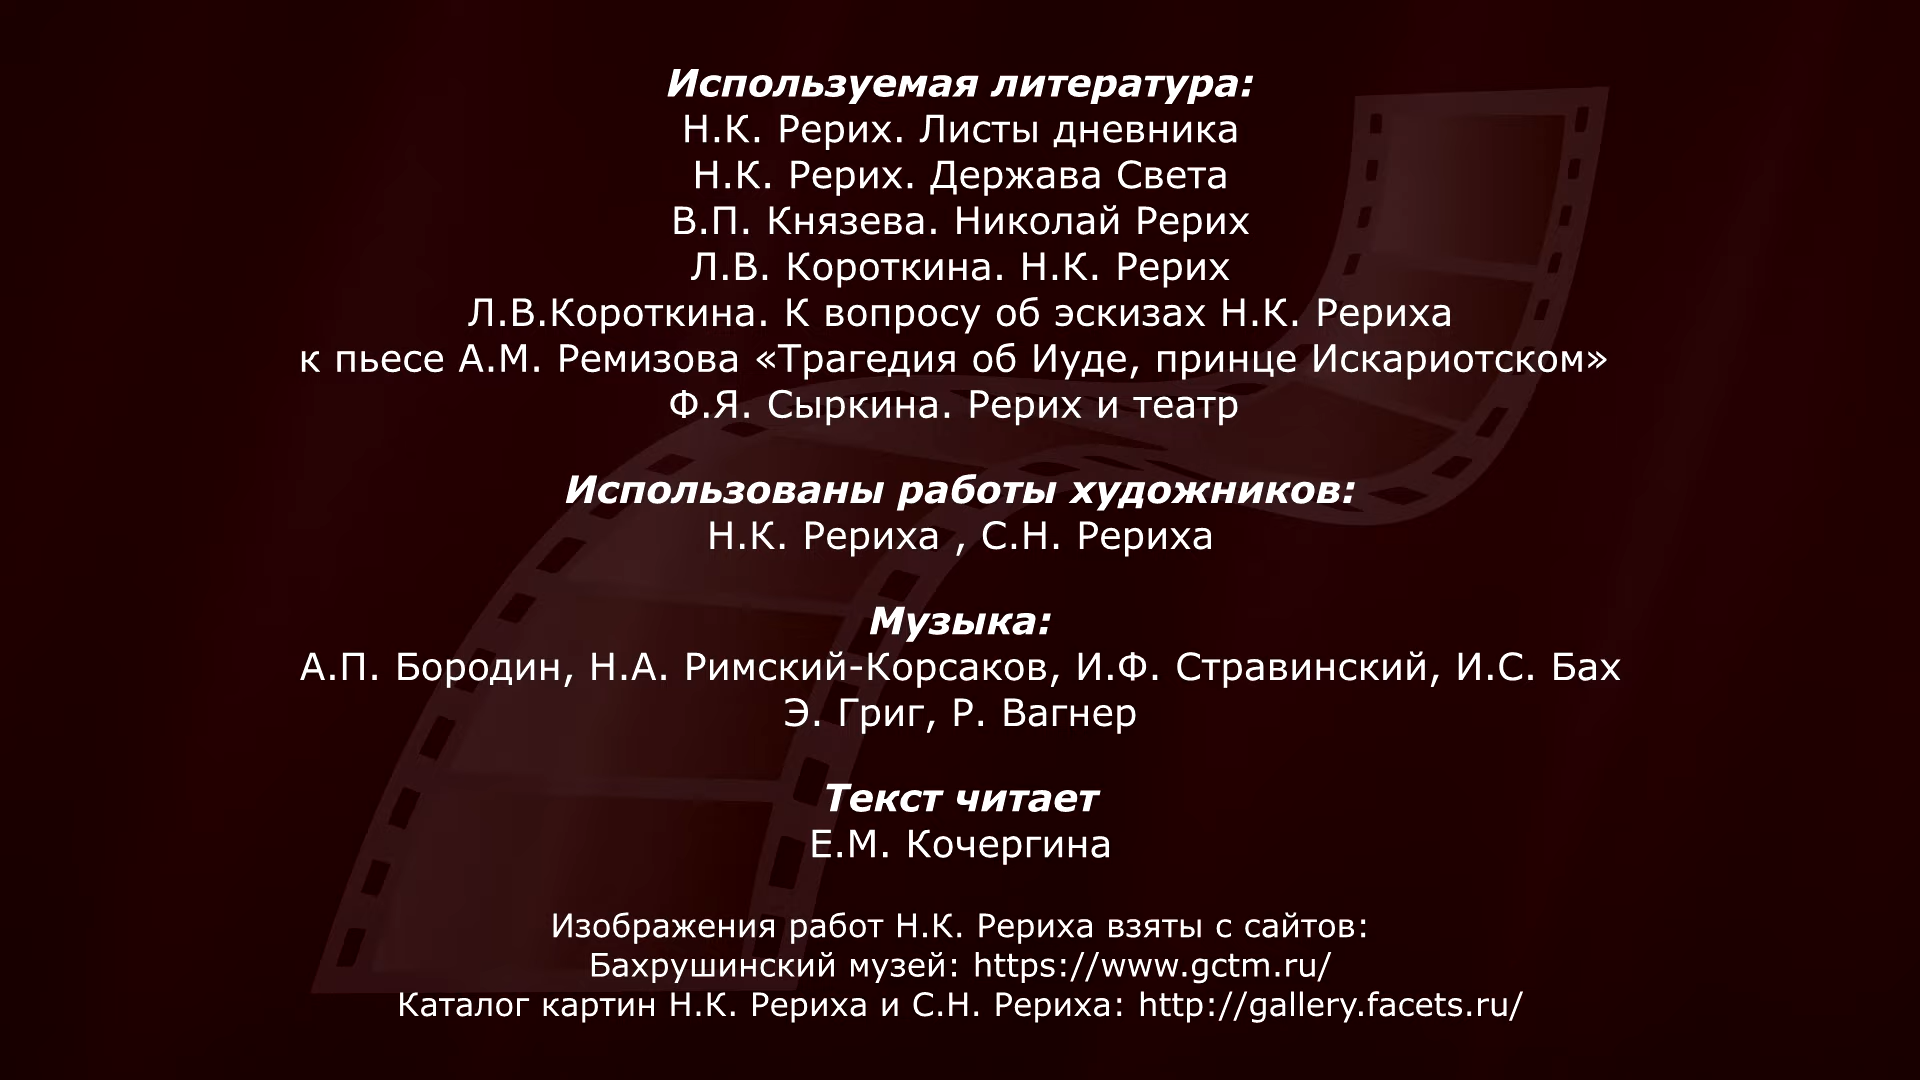 Используемая литература:
Н.К. Рерих. Листы дневника
Н.К. Рерих. Держава Света
В.П. Князева. Николай Рерих
Л.В. Короткина. Н.К. Рерих
Л.В.Короткина. К вопросу об эскизах Н.К. Рериха
к пьесе А.М. Ремизова «Трагедия об Иуде, принце Искариотском»
Ф.Я. Сыркина. Рерих и театр
Использованы работы художников:
Н.К. Рериха , С.Н. Рериха
Музыка:
А.П. Бородин, Н.А. Римский-Корсаков, И.Ф. Стравинский, И.С. Бах
Э. Григ, Р. Вагнер
Текст читает
Е.М. Кочергина
Изображения работ Н.К. Рериха взяты с сайтов:
Бахрушинский музей: https://www.gctm.ru/
Каталог картин Н.К. Рериха и С.Н. Рериха: http://gallery.facets.ru/